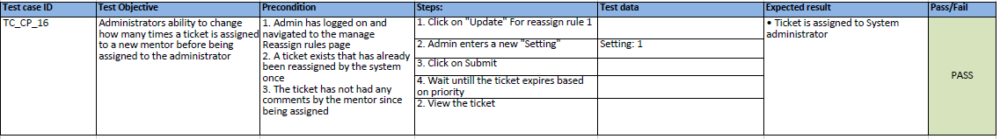 Test case ID Test Objective Precondition Steps: Test data Expected result Pass/Fail
TC_CP_16
Administrators ability to change
how many times a ticket is assigned
to a new mentor before being
assigned to the administrator
1. Admin has logged on and
navigated to the manage
Reassign rules page
2. A ticket exists that has already
been reassigned by the system
once
3. The ticket has not had any
comments by the mentor since
being assigned
1. Click on "Update" For reassign rule 1
2. Admin enters a new "Setting"
Setting: 1
3. Click on Submit
4. Wait untill the ticket expires based
on priority
2. View the ticket
• Ticket is assigned to System
administrator
PASS